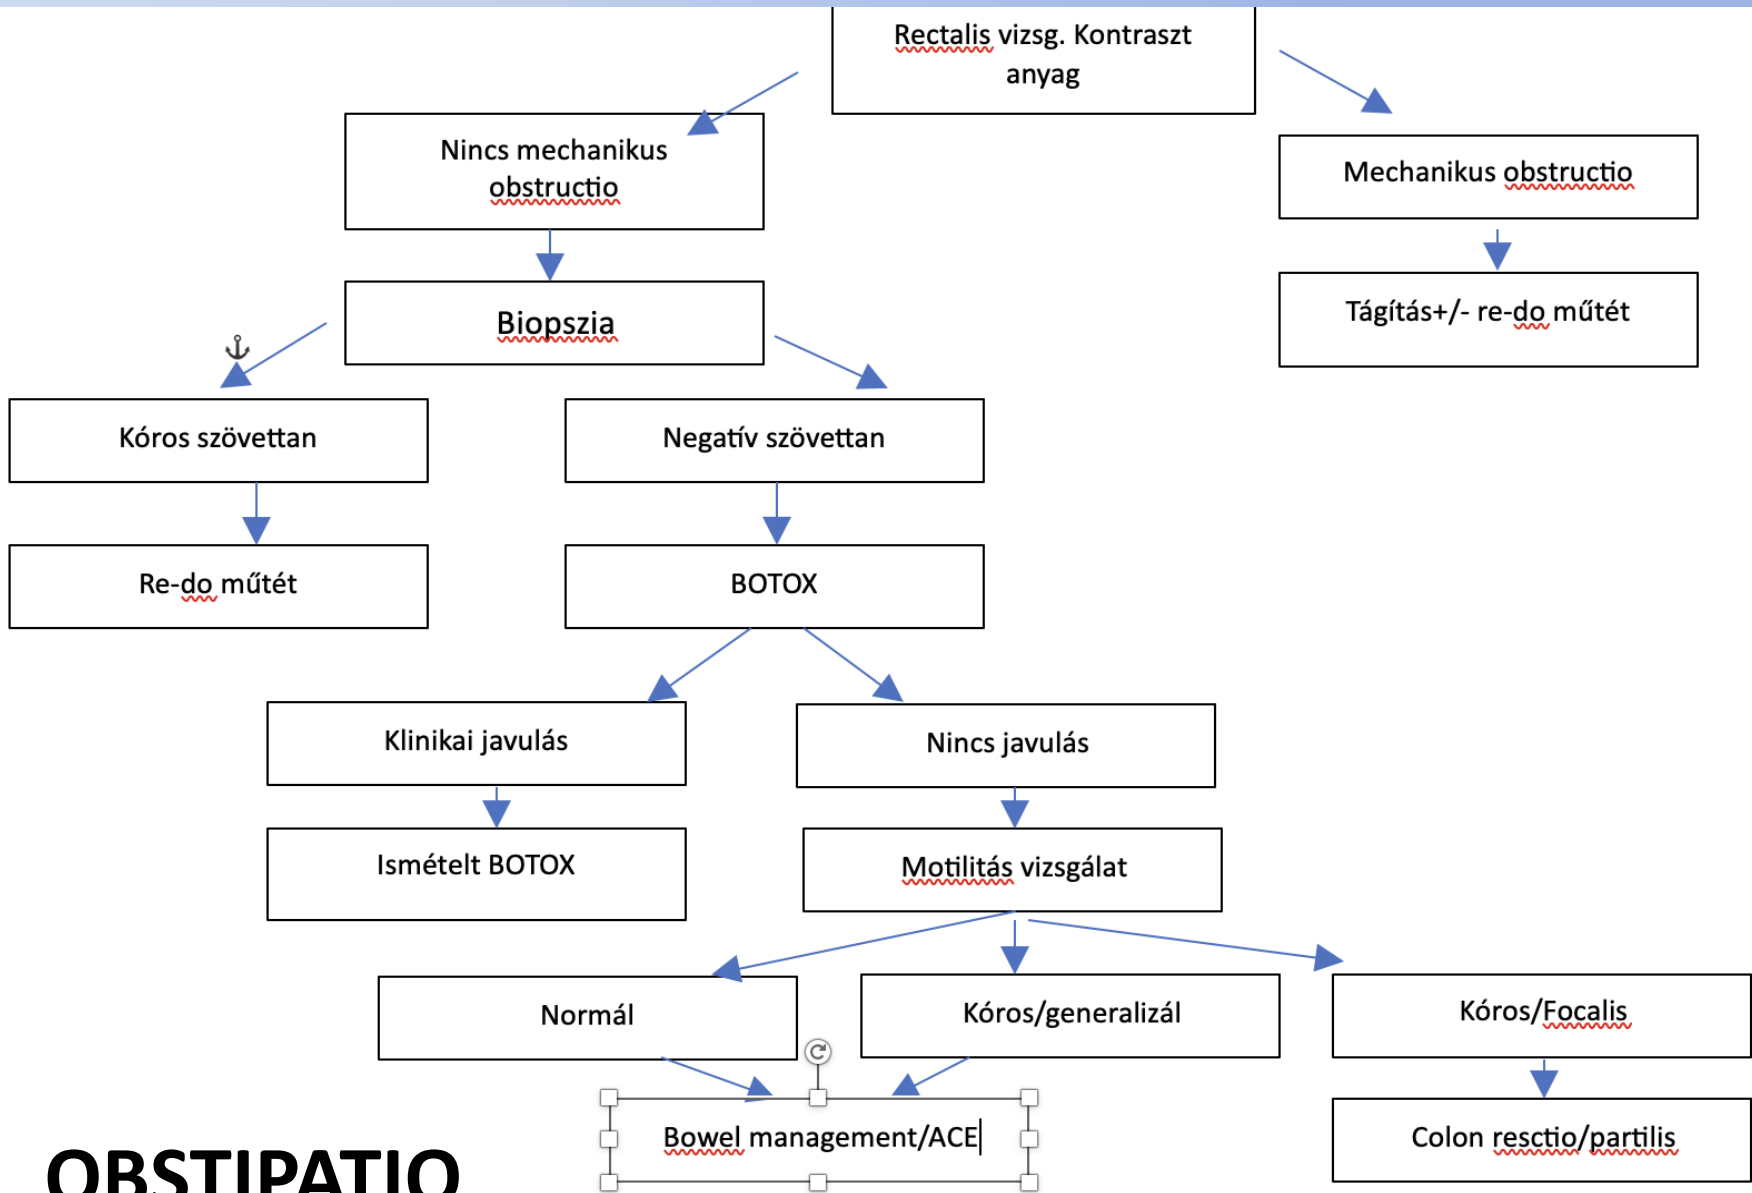 Rectalis vizsg. Kontraszt
anyag
Nincs mechanikus
obstructio
Mechanikus obstructio
Biopszia
Tágítás+/- re-do műtét
Kóros szövettan
Negatív szövettan
Re-do műtét
BOTOX
Klinikai javulás
Nincs javulás
Ismételt BOTOX
Motilitás vizsgálat
Normál
Kóros/generalizál
Kóros/Focalis
Bowel management/ACE
Colon resctio/partilis
OBSTIPATIO